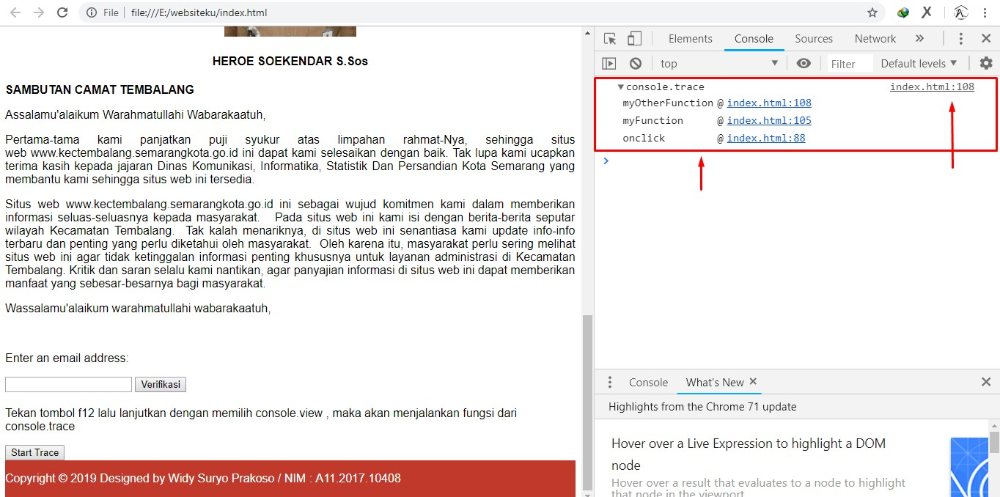 File file:///E:/websiteku/index.html
HEROE SOEKENDAR S.Sos
SAMBUTAN CAMAT TEMBALANG
Assalamu'alaikum Warahmatullahi Wabarakaatuh,
Pertama-tama kami panjatkan puji syukur atas limpahan rahmat-Nya, sehingga situs
web www.kectembalang.semarangkota.go.id ini dapat kami selesaikan dengan baik. Tak lupa kami ucapkan
terima kasih kepada jajaran Dinas Komunikasi, Informatika, Statistik Dan Persandian Kota Semarang yang
membantu kami sehingga situs web ini tersedia.
Situs web www.kectembalang.semarangkota.go.id ini sebagai wujud komitmen kami dalam memberikan
informasi seluas-seluasnya kepada masyarakat. Pada situs web ini kami isi dengan berita-berita seputar
wilayah Kecamatan Tembalang. Tak kalah menariknya, di situs web ini senantiasa kami update info-info
terbaru dan penting yang perlu diketahui oleh masyarakat. Oleh karena itu, masyarakat perlu sering melihat
situs web ini agar tidak ketinggalan informasi penting khususnya untuk layanan administrasi di Kecamatan
Tembalang. Kritik dan saran selalu kami nantikan, agar panyajian informasi di situs web ini dapat memberikan
manfaat yang sebesar-besarnya bagi masyarakat.
Wassalamu'alaikum warahmatullahi wabarakaatuh,
Enter an email address:
Verifikasi
Tekan tombol f12 lalu lanjutkan dengan memilih console.view , maka akan menjalankan fungsi dari
console.trace
Start Trace
Copyright © 2019 Designed by Widy Suryo Prakoso / NIM : A11.2017.10408
Elements Console Sources Network »
top Filter Default levels
console.trace index.html:108
myOtherFunction @ index.html:108
myFunction @ index.html:105
onclick @ index.html:88
Console What's New
Highlights from the Chrome 71 update
Hover over a Live Expression to highlight a DOM
node
Hover over a result that evaluates to a node to highlight
that node in the viewport